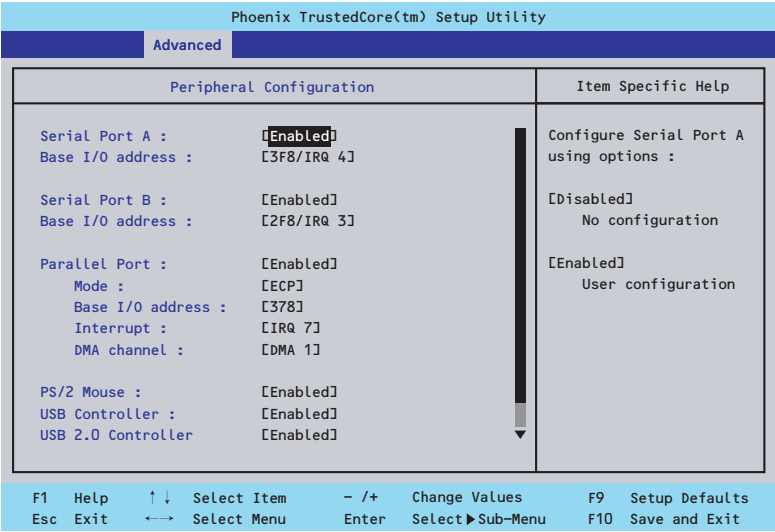 Phoenix TrustedCore(tm) Setup Utility
Advanced
Peripheral Configuration
Serial Port A : [Enabled]
Base I/O address : [3F8/IRQ 4]
Serial Port B : [Enabled]
Base I/O address : [2F8/IRQ 3]
Parallel Port : [Enabled]
Mode : [ECP]
Base I/O address : [378]
Interrupt : [IRQ 7]
DMA channel : [DMA 1]
PS/2 Mouse : [Enabled]
USB Controller : [Enabled]
USB 2.0 Controller [Enabled]
Item Specific Help
Configure Serial Port A
using options :
[Disabled]
No configuration
[Enabled]
User configuration
F1 Help ↑↓ Select Item − /+ Change Values F9 Setup Defaults
Esc Exit ←→ Select Menu Enter Select▶Sub−Menu F10 Save and Exit